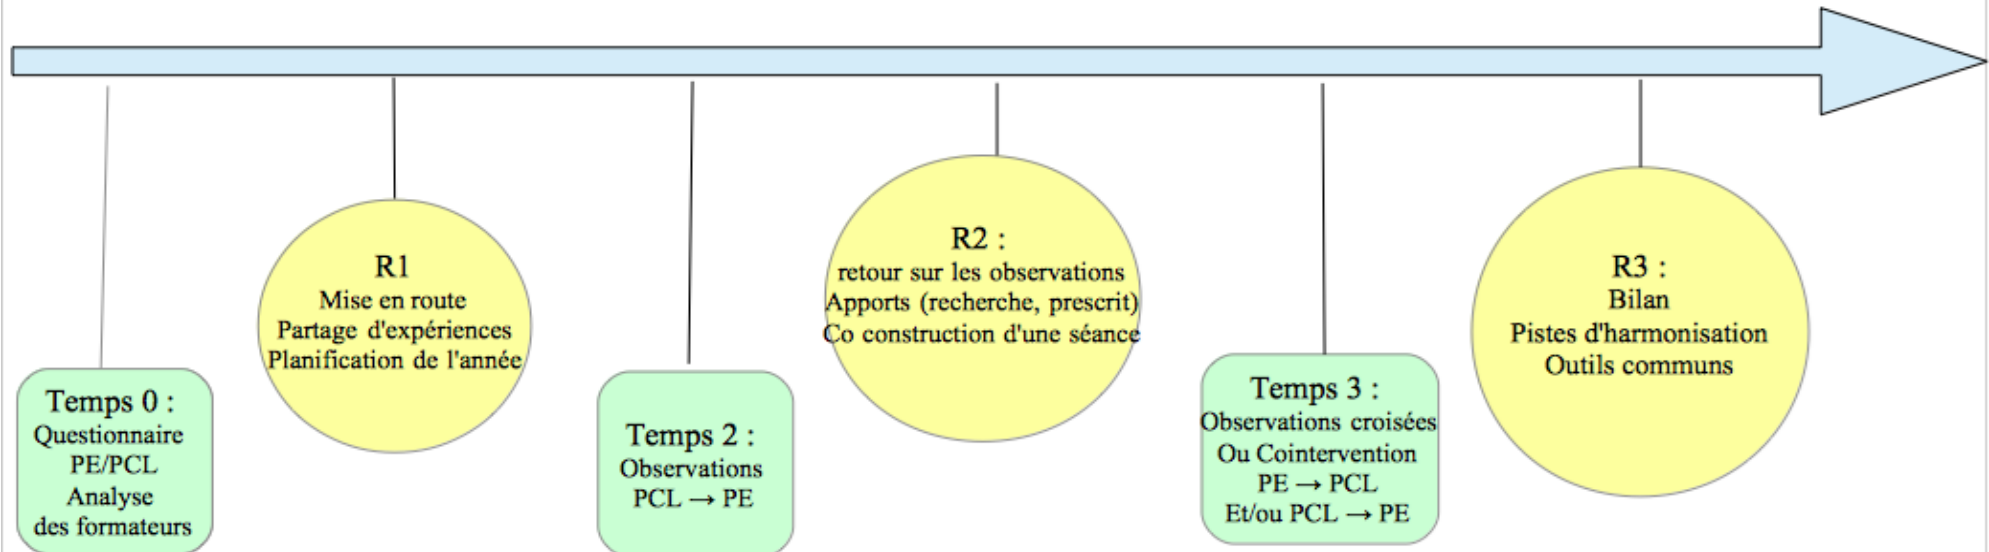 Temps 0 :
Questionnaire
PE/PCL
Analyse
des formateurs
R1
Mise en route
Partage d'expériences
Planification de l'année
Temps 2 :
Observations
PCL → PE
R2 :
retour sur les observations
Apports (recherche, prescrit)
Co construction d'une séance
Temps 3 :
Observations croisées
Ou Cointervention
PE → PCL
Et/ou PCL → PE
R3 :
Bilan
Pistes d'harmonisation
Outils communs